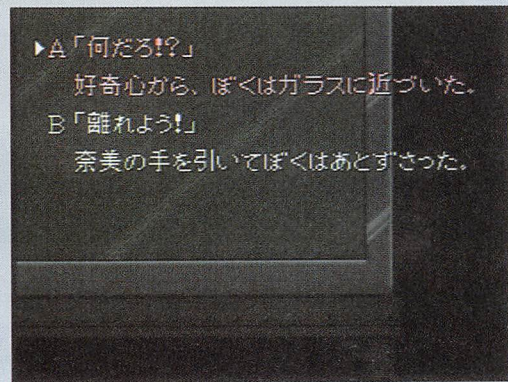 ▶A「何だろ!?」
好奇心から、ぼくはガラスに近づいた。
B「離れよう!」
奈美の手を引いてぼくはあとずさった。